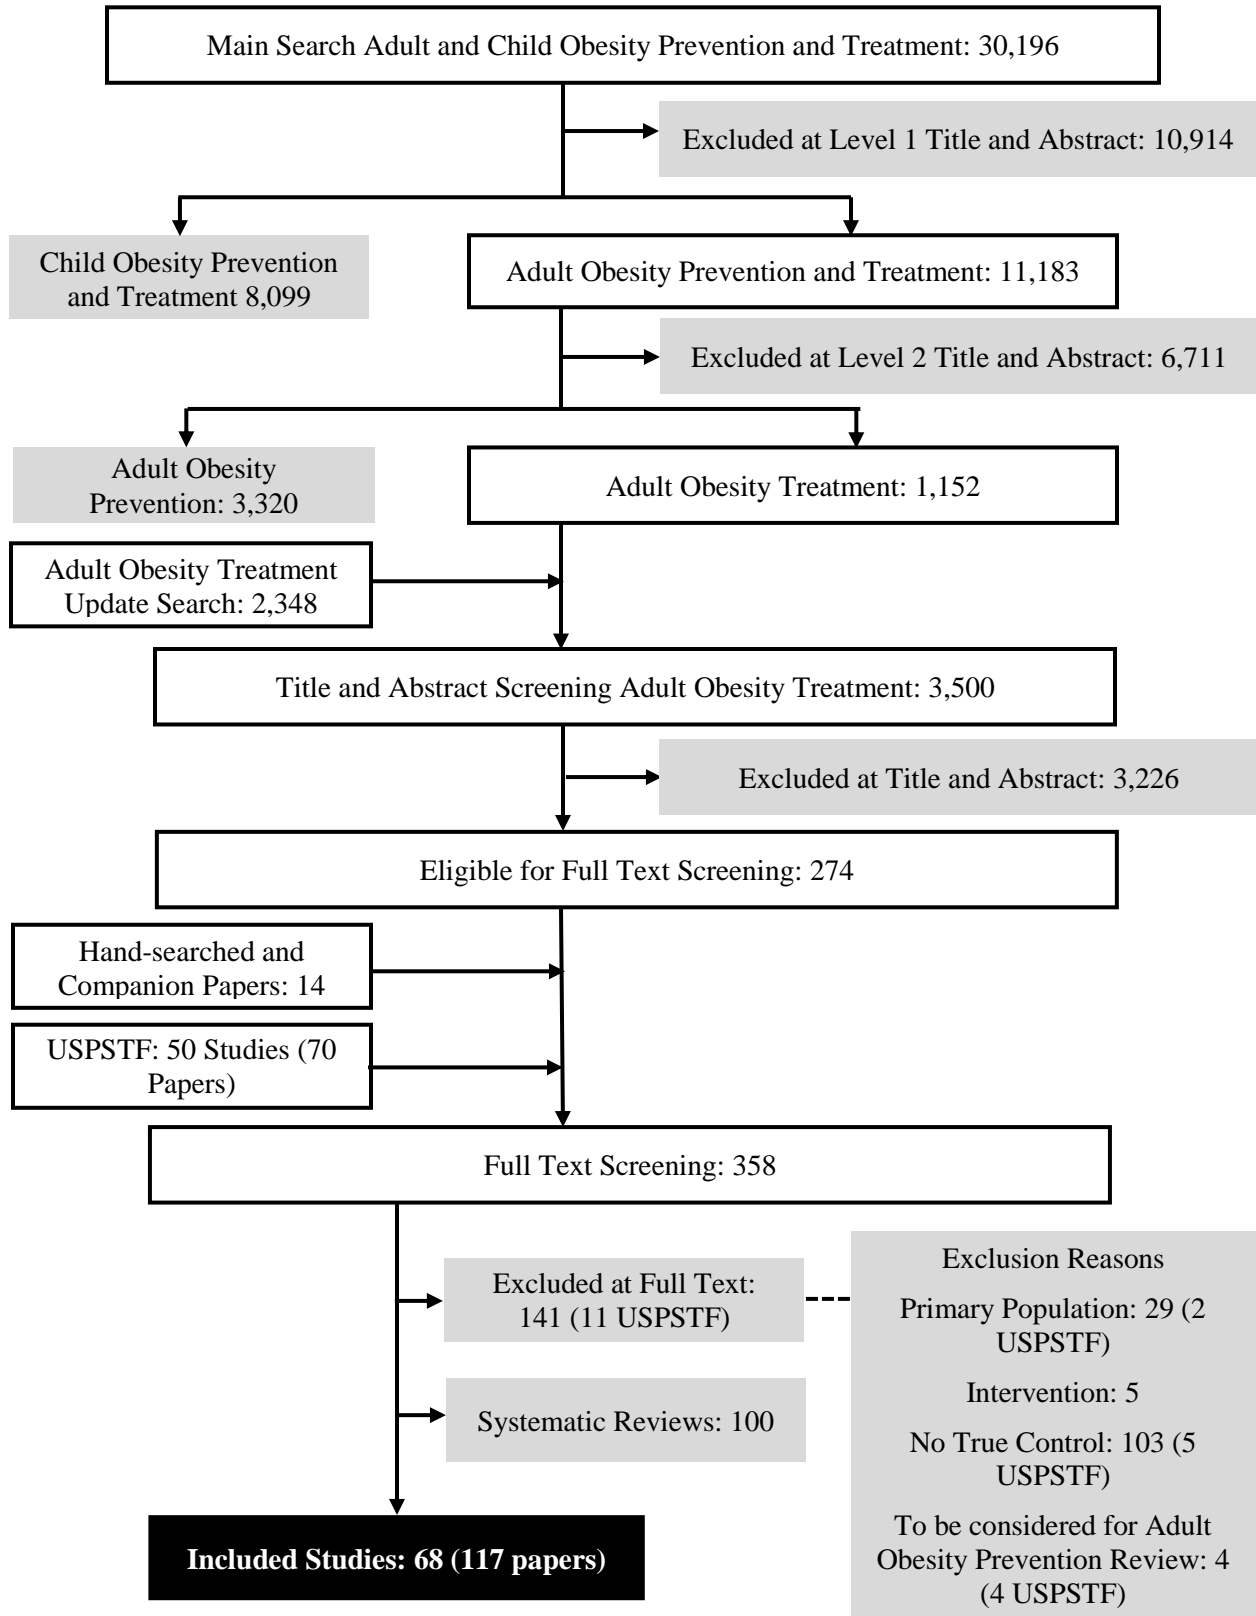 Main Search Adult and Child Obesity Prevention and Treatment: 30,196
Excluded at Level 1 Title and Abstract: 10,914
Child Obesity Prevention
and Treatment 8,099
Adult Obesity Prevention and Treatment: 11,183
Excluded at Level 2 Title and Abstract: 6,711
Adult Obesity
Prevention: 3,320
Adult Obesity Treatment: 1,152
Adult Obesity Treatment
Update Search: 2,348
Title and Abstract Screening Adult Obesity Treatment: 3,500
Excluded at Title and Abstract: 3,226
Eligible for Full Text Screening: 274
Hand-searched and
Companion Papers: 14
USPSTF: 50 Studies (70
Papers)
Full Text Screening: 358
Excluded at Full Text:
141 (11 USPSTF)
Systematic Reviews: 100
Exclusion Reasons
Primary Population: 29 (2
USPSTF)
Intervention: 5
No True Control: 103 (5
USPSTF)
To be considered for Adult
Obesity Prevention Review: 4
(4 USPSTF)
Included Studies: 68 (117 papers)